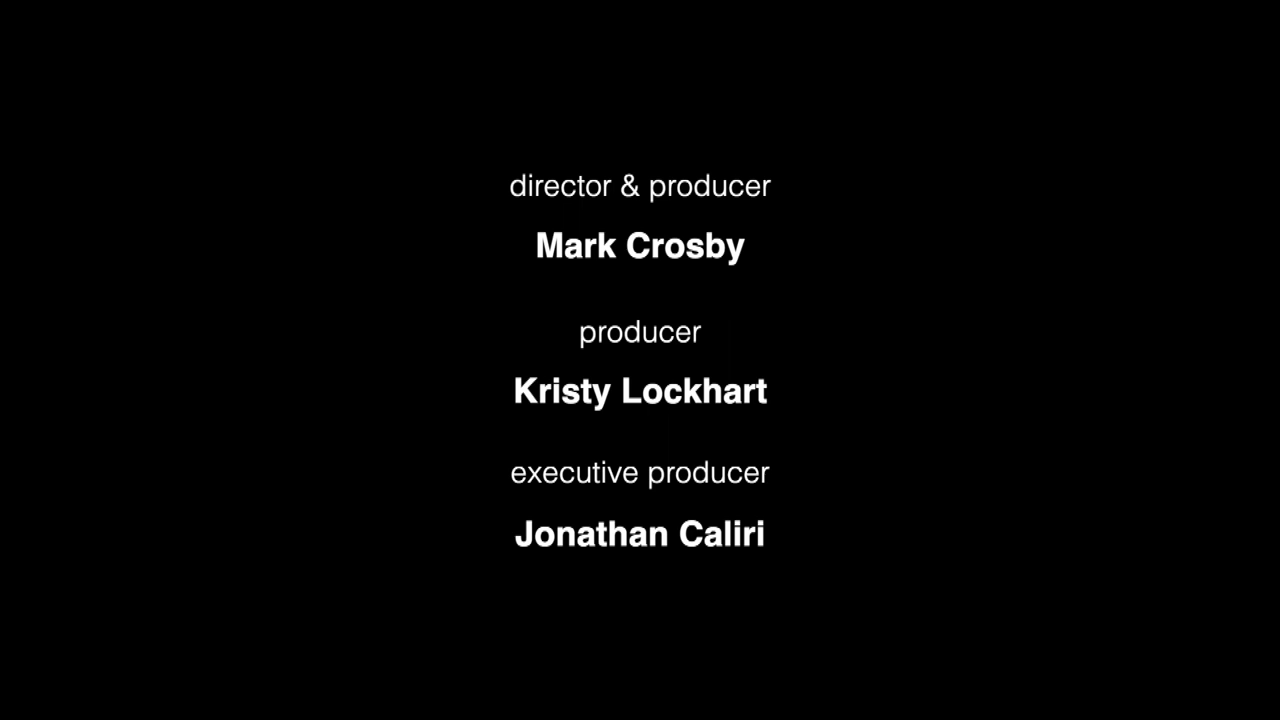 director & producer
Mark Crosby
producer
Kristy Lockhart
executive producer
Jonathan Caliri